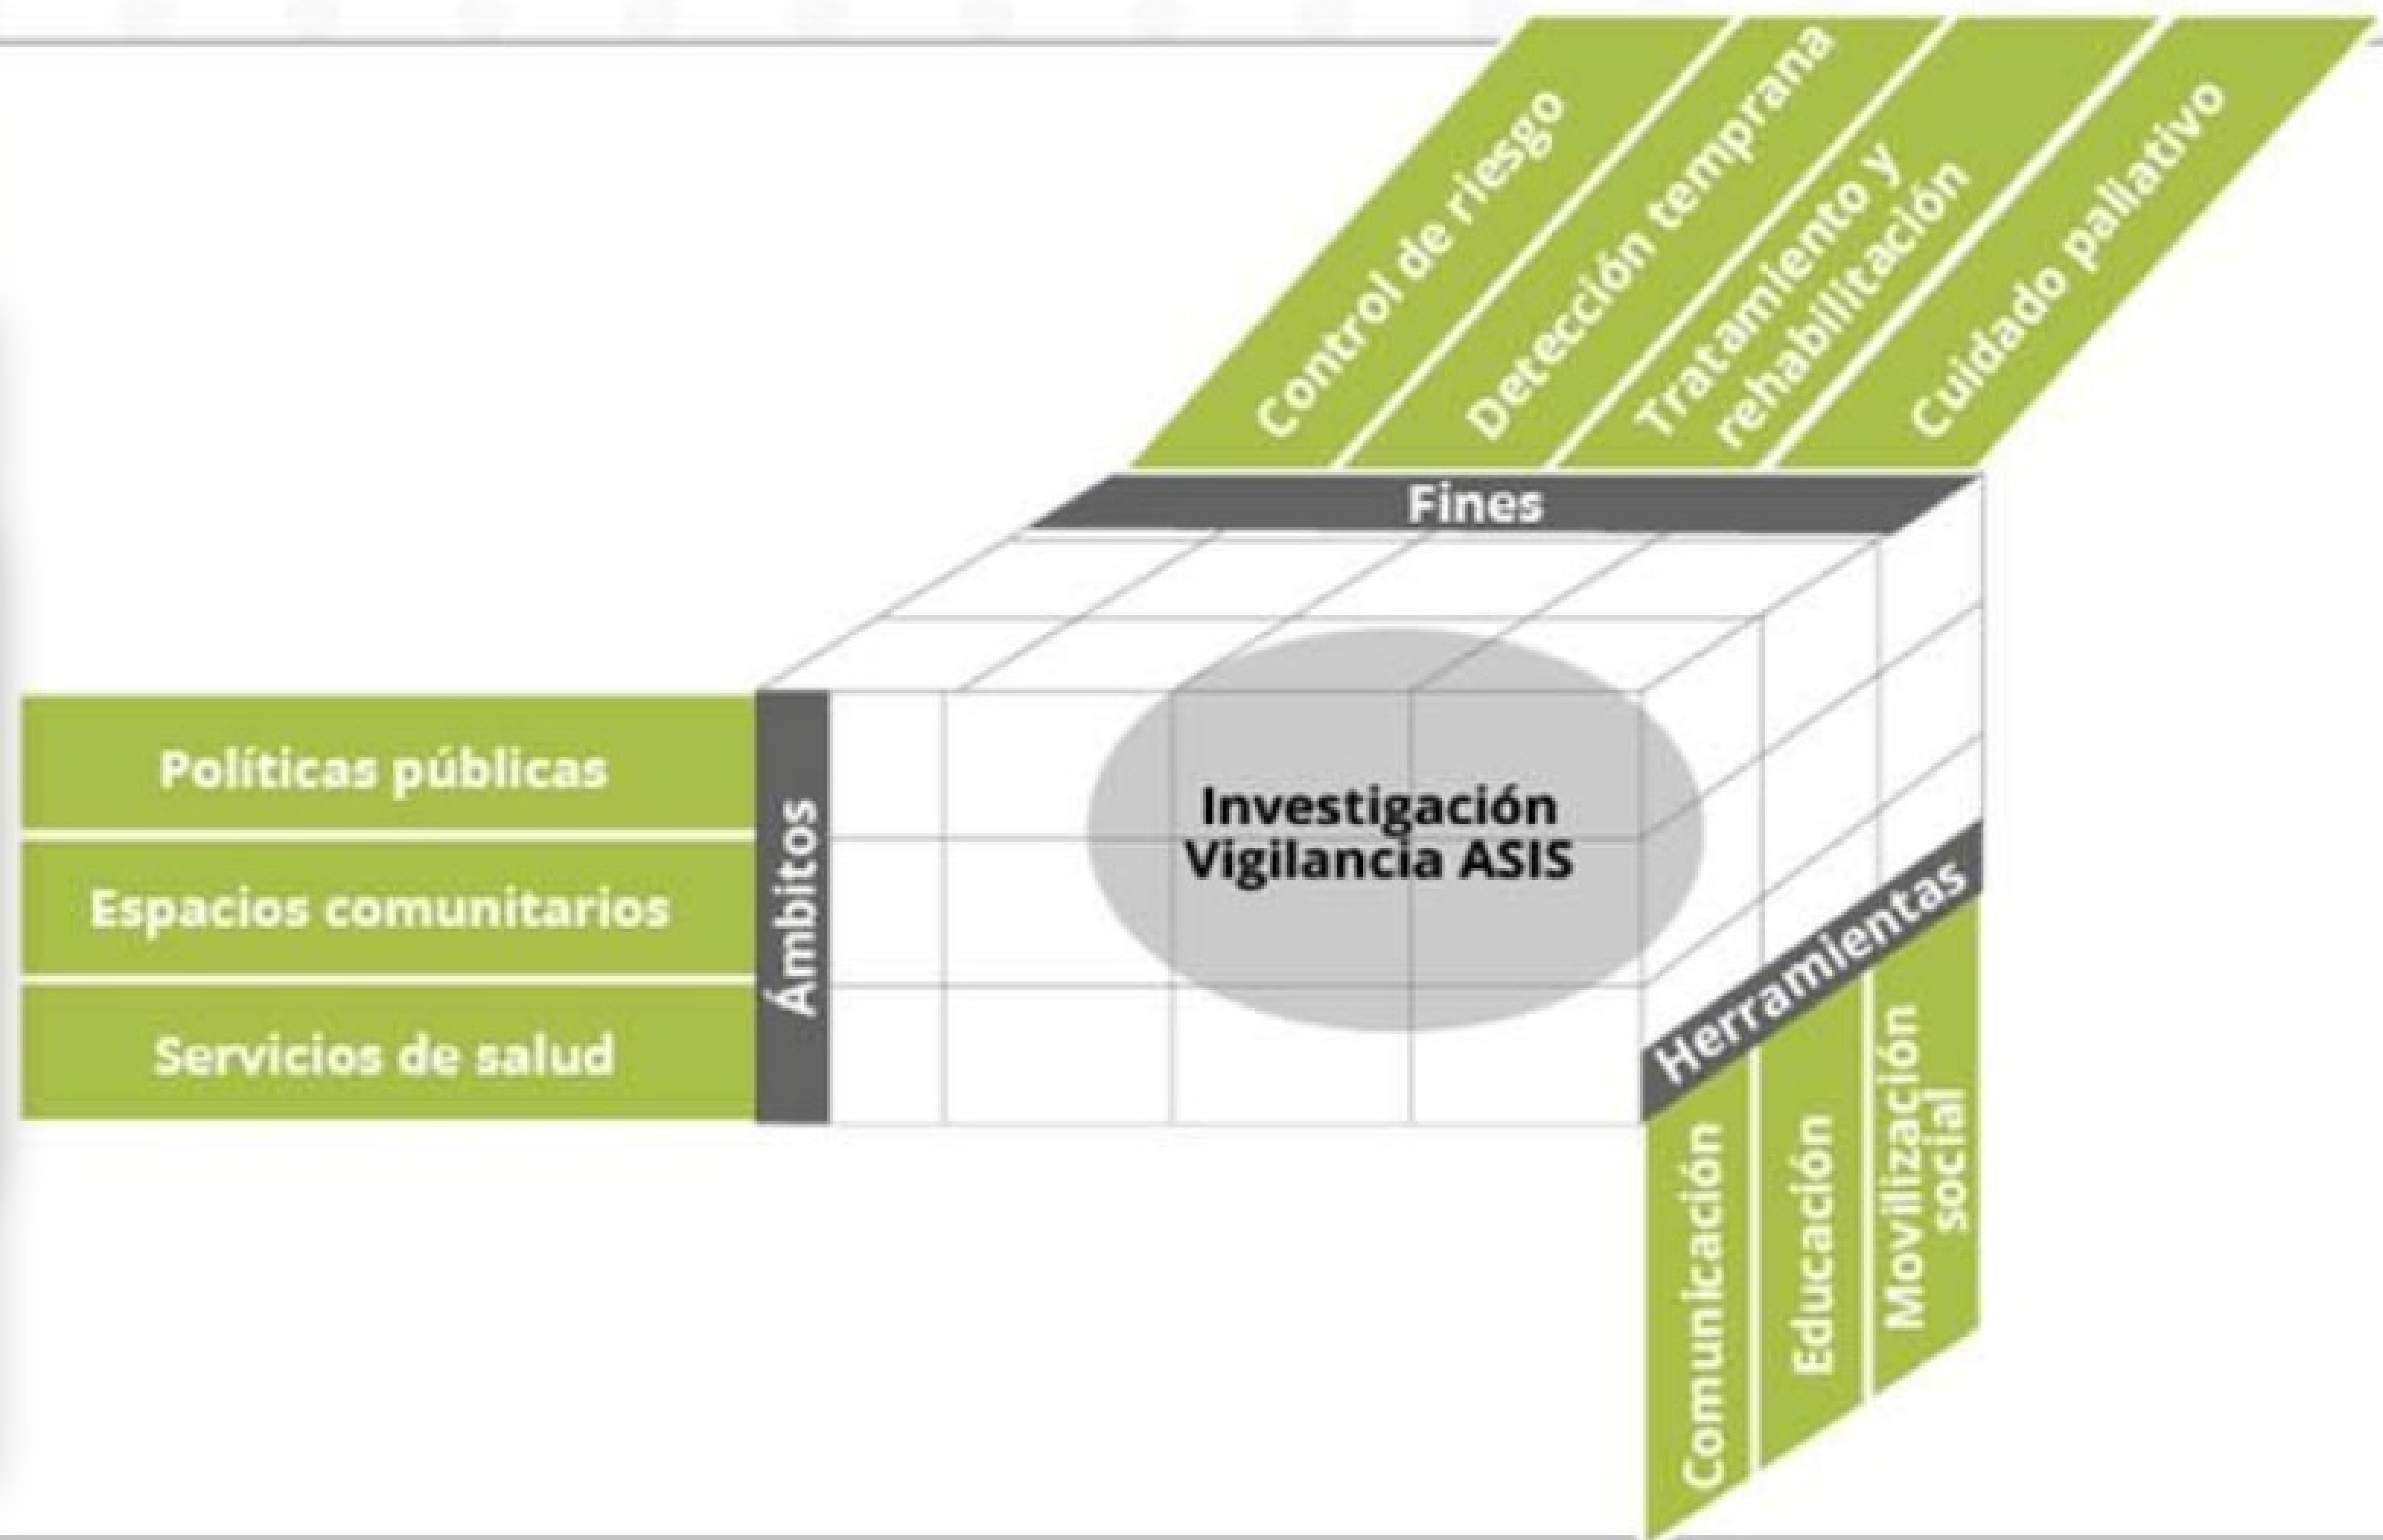 Control de riesgo
Detección temprana
Tratamiento y
rehabilitación
Cuidado paliativo
Fines
Políticas públicas
Espacios comunitarios
Servicios de salud
Ámbitos
Investigación
Vigilancia ASIS
Herramientas
Comunicación
Educación
Movilización
social